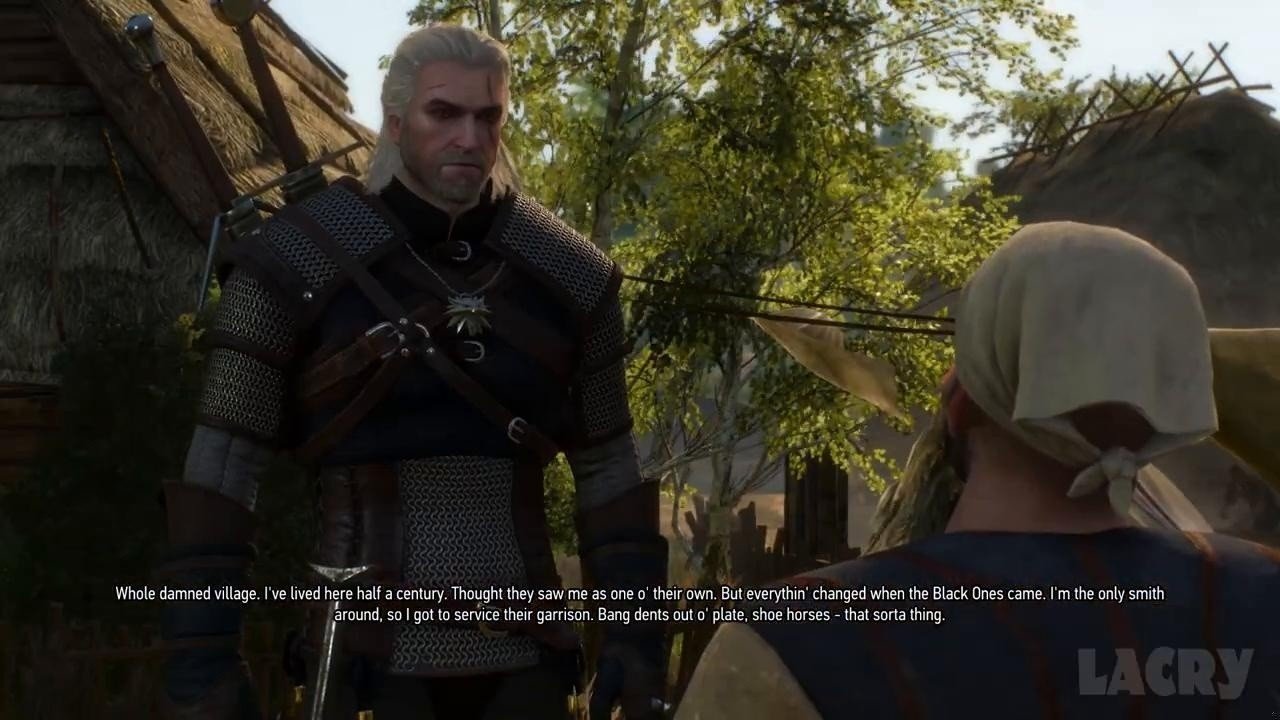 Whole damned village. I've lived here half a century. Thought they saw me as one o' their own. But everythin' changed when the Black Ones came. I'm the only smith
around, so I got to service their garrison. Bang dents out o' plate, shoe horses - that sorta thing.
LACRY